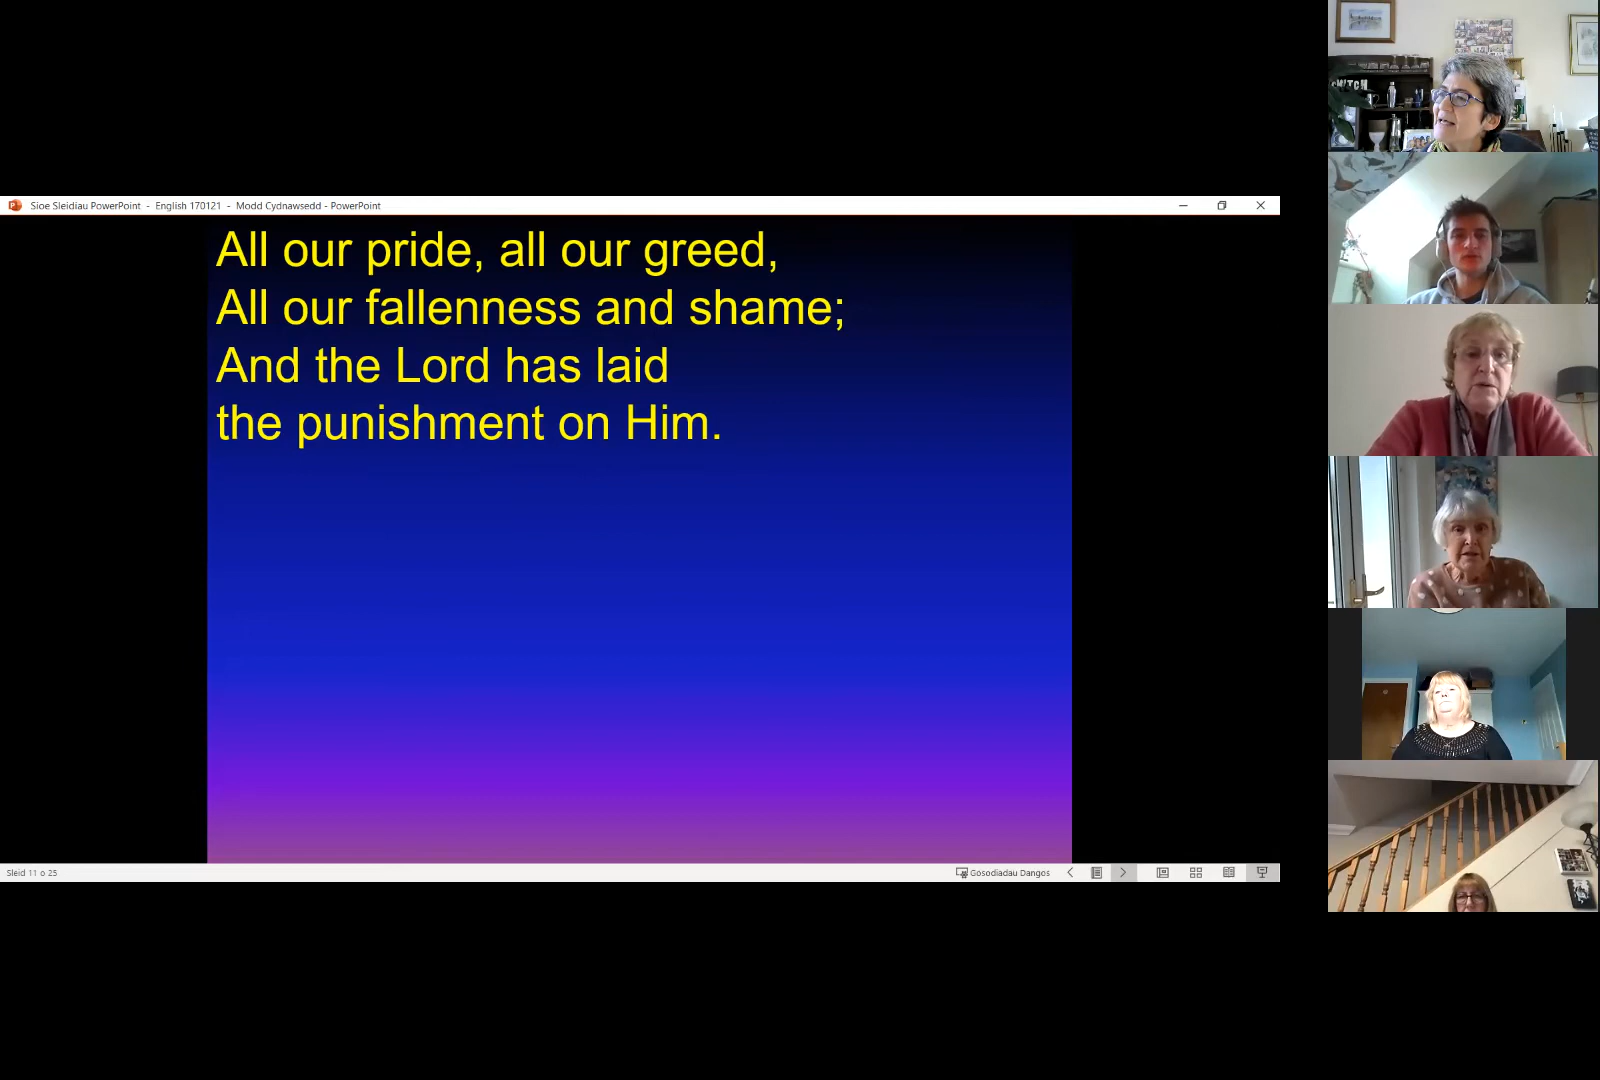 Sioe Sleidiau PowerPoint - English 170121 - Modd Cydnawsedd - PowerPoint
All our pride, all our greed,
All our fallenness and shame;
And the Lord has laid
the punishment on Him.
Sleid 11 o 25
Gosodiadau Dangos